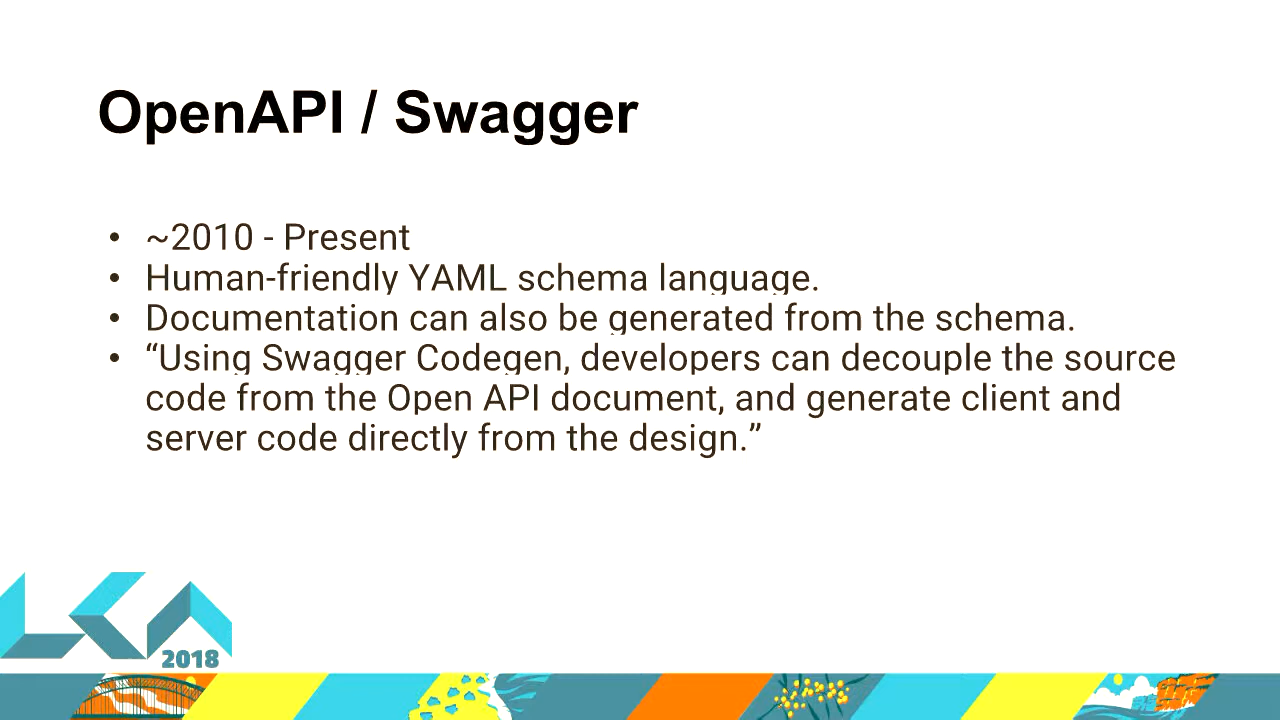 OpenAPI / Swagger
• ~2010 - Present
• Human-friendly YAML schema language.
• Documentation can also be generated from the schema.
• “Using Swagger Codegen, developers can decouple the source
code from the Open API document, and generate client and
server code directly from the design.”
LCA
2018